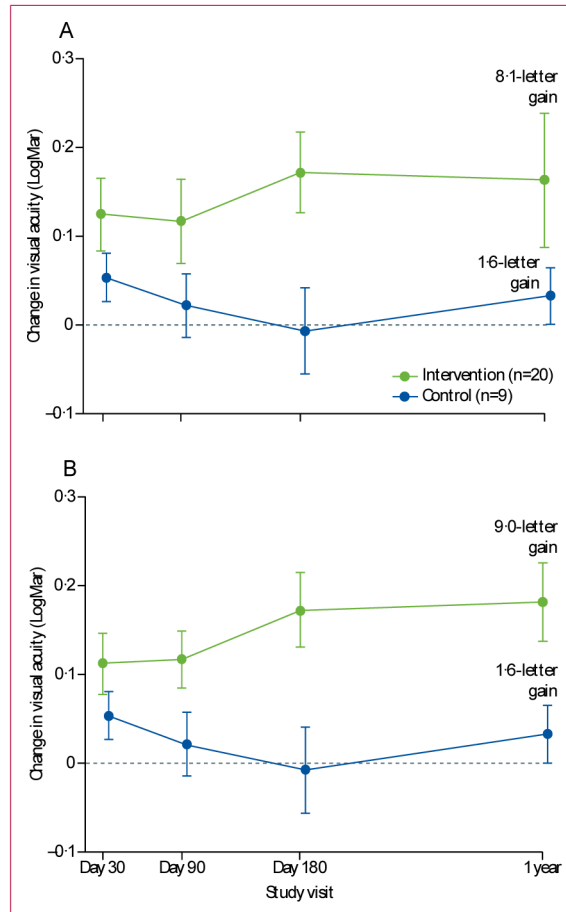 A
0·3
0·2
0·1
0
–0·1
Change in visual acuity (LogMar)
8·1-letter
gain
1·6-letter
gain
Intervention (n=20)
Control (n=9)
B
0·3
0·2
0·1
0
–0·1
Change in visual acuity (LogMar)
9·0-letter
gain
1·6-letter
gain
Day 30
Day 90
Day 180
1 year
Study visit